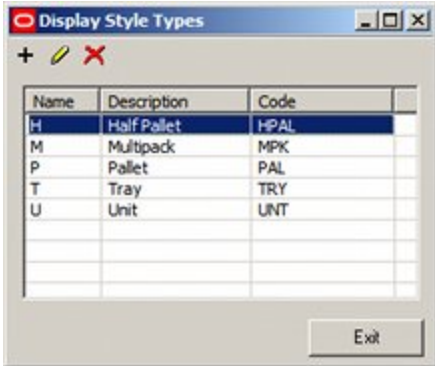 Display Style Types
Name Description Code
H Half Pallet HPAL
M Multipack MPK
P Pallet PAL
T Tray TRY
U Unit UNT
Exit